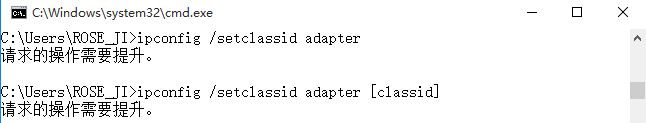 C:\Windows\system32\cmd.exe
C:\Users\ROSE_JI>ipconfig /setclassid adapter
请求的操作需要提升。
C:\Users\ROSE_JI>ipconfig /setclassid adapter [classid]
请求的操作需要提升。